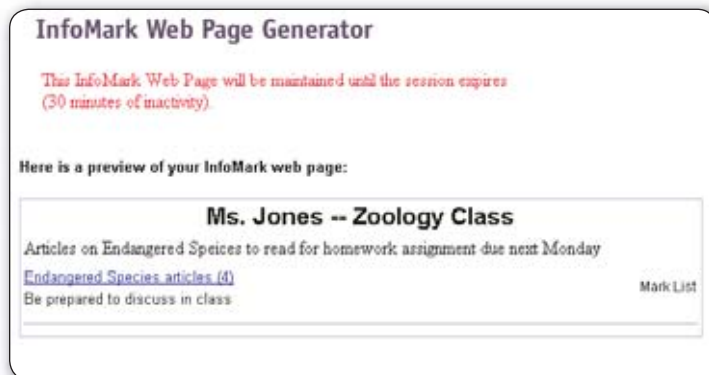 InfoMark Web Page Generator
This InfoMark Web Page will be maintained until the session expires
(30 minutes of inactivity).
Here is a preview of your InfoMark web page:
Ms. Jones -- Zoology Class
Articles on Endangered Speices to read for homework assignment due next Monday
Endangered Species articles (4)
Mark List
Be prepared to discuss in class